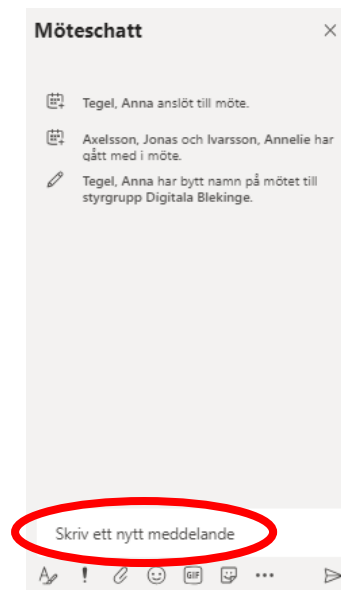 Möteschatt
Tegel, Anna anslöt till möte.
Axelsson, Jonas och Ivarsson, Annelie har
gått med i möte.
Tegel, Anna har bytt namn på mötet till
styrgrupp Digitala Blekinge.
Skriv ett nytt meddelande
GIF